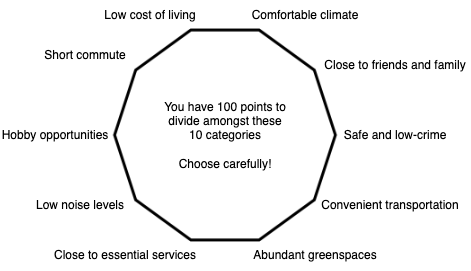 Low cost of living
Comfortable climate
Short commute
Close to friends and family
You have 100 points to
divide amongst these
10 categories
Choose carefully!
Hobby opportunities
Safe and low-crime
Low noise levels
Convenient transportation
Close to essential services
Abundant greenspaces